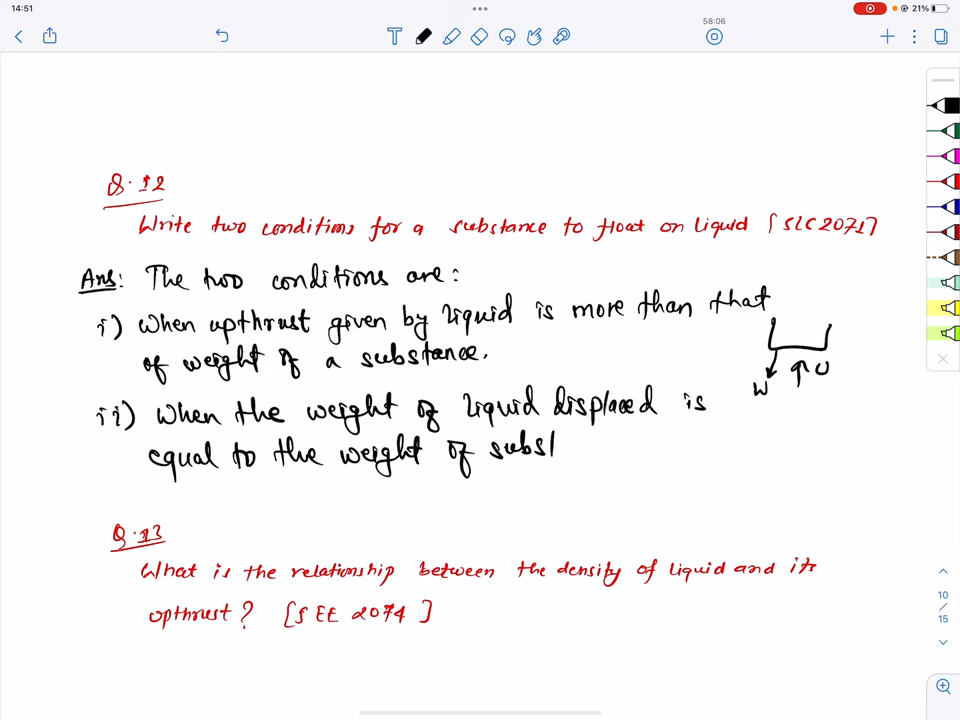 14:51
58:06
21%
Q.12
Write two conditions for a substance to float on liquid [SLC 2071]
Ans: The two conditions are:
i) When upthrust given by liquid is more than that
of weight of a substance.
W
U
ii) When the weight of liquid displaced is
equal to the weight of subst
Q.13
What is the relationship between the density of liquid and its
upthrust? [SEE 2074]
10
/
15